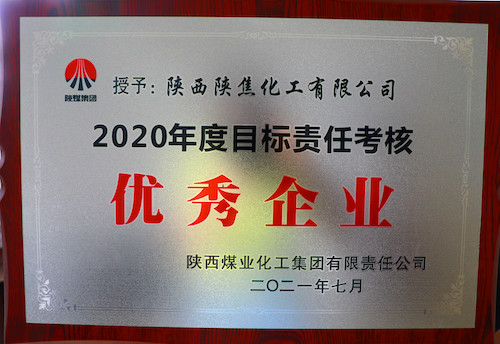 陕煤集团
授予：陕西陕焦化工有限公司
2020年度目标责任考核
优秀企业
陕西煤业化工集团有限责任公司
二〇二一年七月